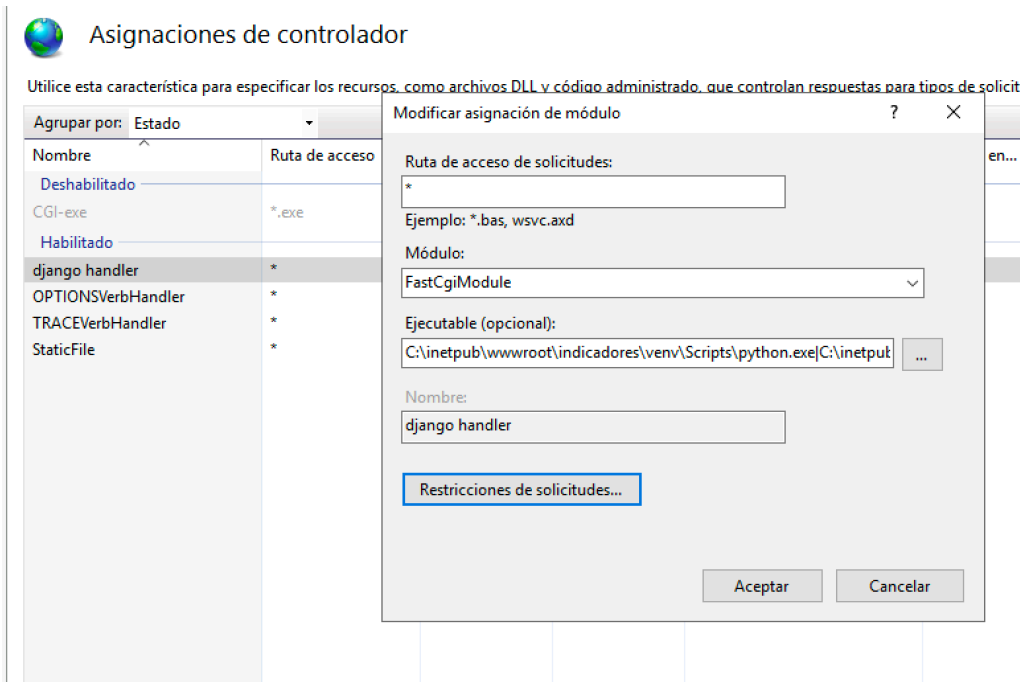 Asignaciones de controlador
Utilice esta característica para especificar los recursos, como archivos DLL y código administrado, que controlan respuestas para tipos de solicit
Agrupar por: Estado
Nombre
Ruta de acceso
en...
Deshabilitado
CGI-exe
*.exe
Habilitado
django handler
*
OPTIONSVerbHandler
*
TRACEVerbHandler
*
StaticFile
*
Modificar asignación de módulo
?
Ruta de acceso de solicitudes:
*
Ejemplo: *.bas, wsvc.axd
Módulo:
FastCgiModule
Ejecutable (opcional):
C:\inetpub\wwwroot\indicadores\venv\Scripts\python.exe|C:\inetpub
...
Nombre:
django handler
Restricciones de solicitudes...
Aceptar
Cancelar